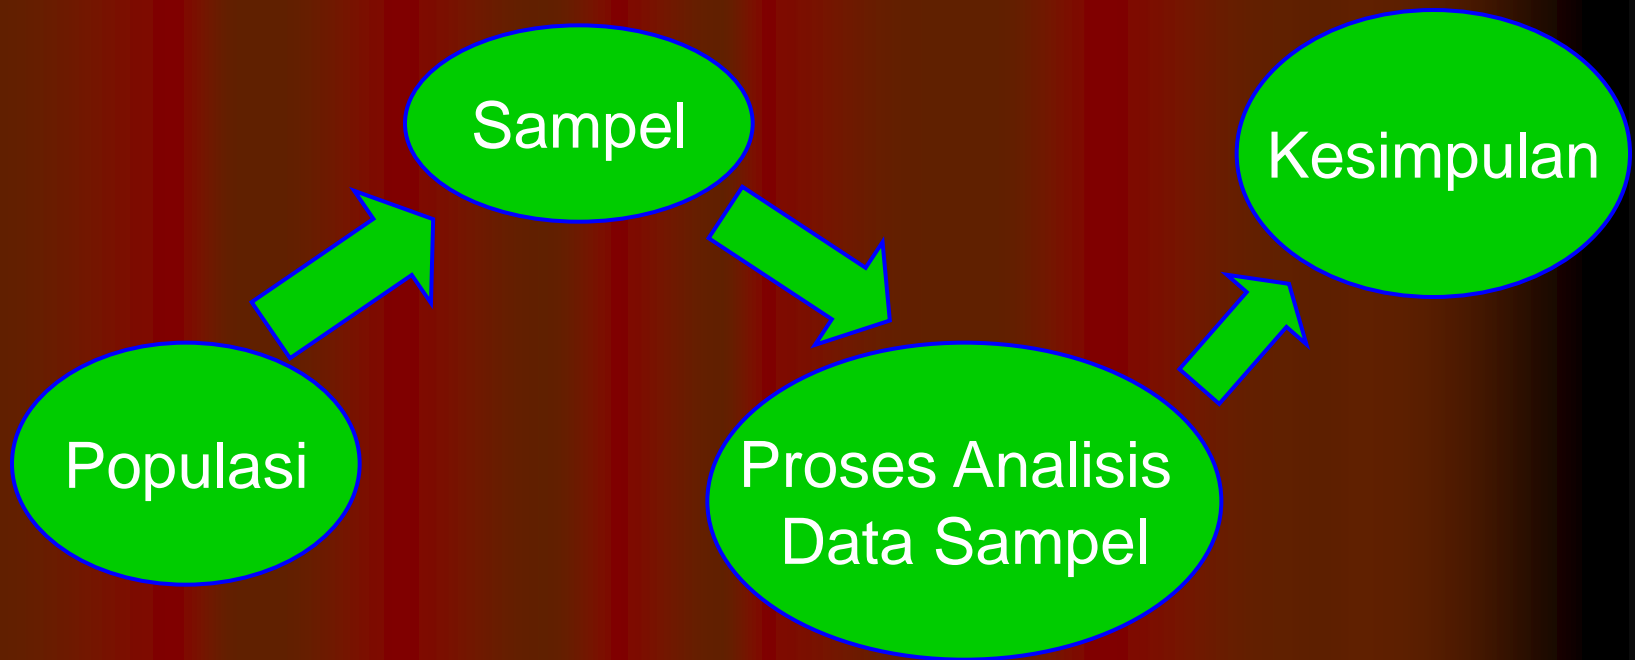 Populasi
Sampel
Proses Analisis
Data Sampel
Kesimpulan